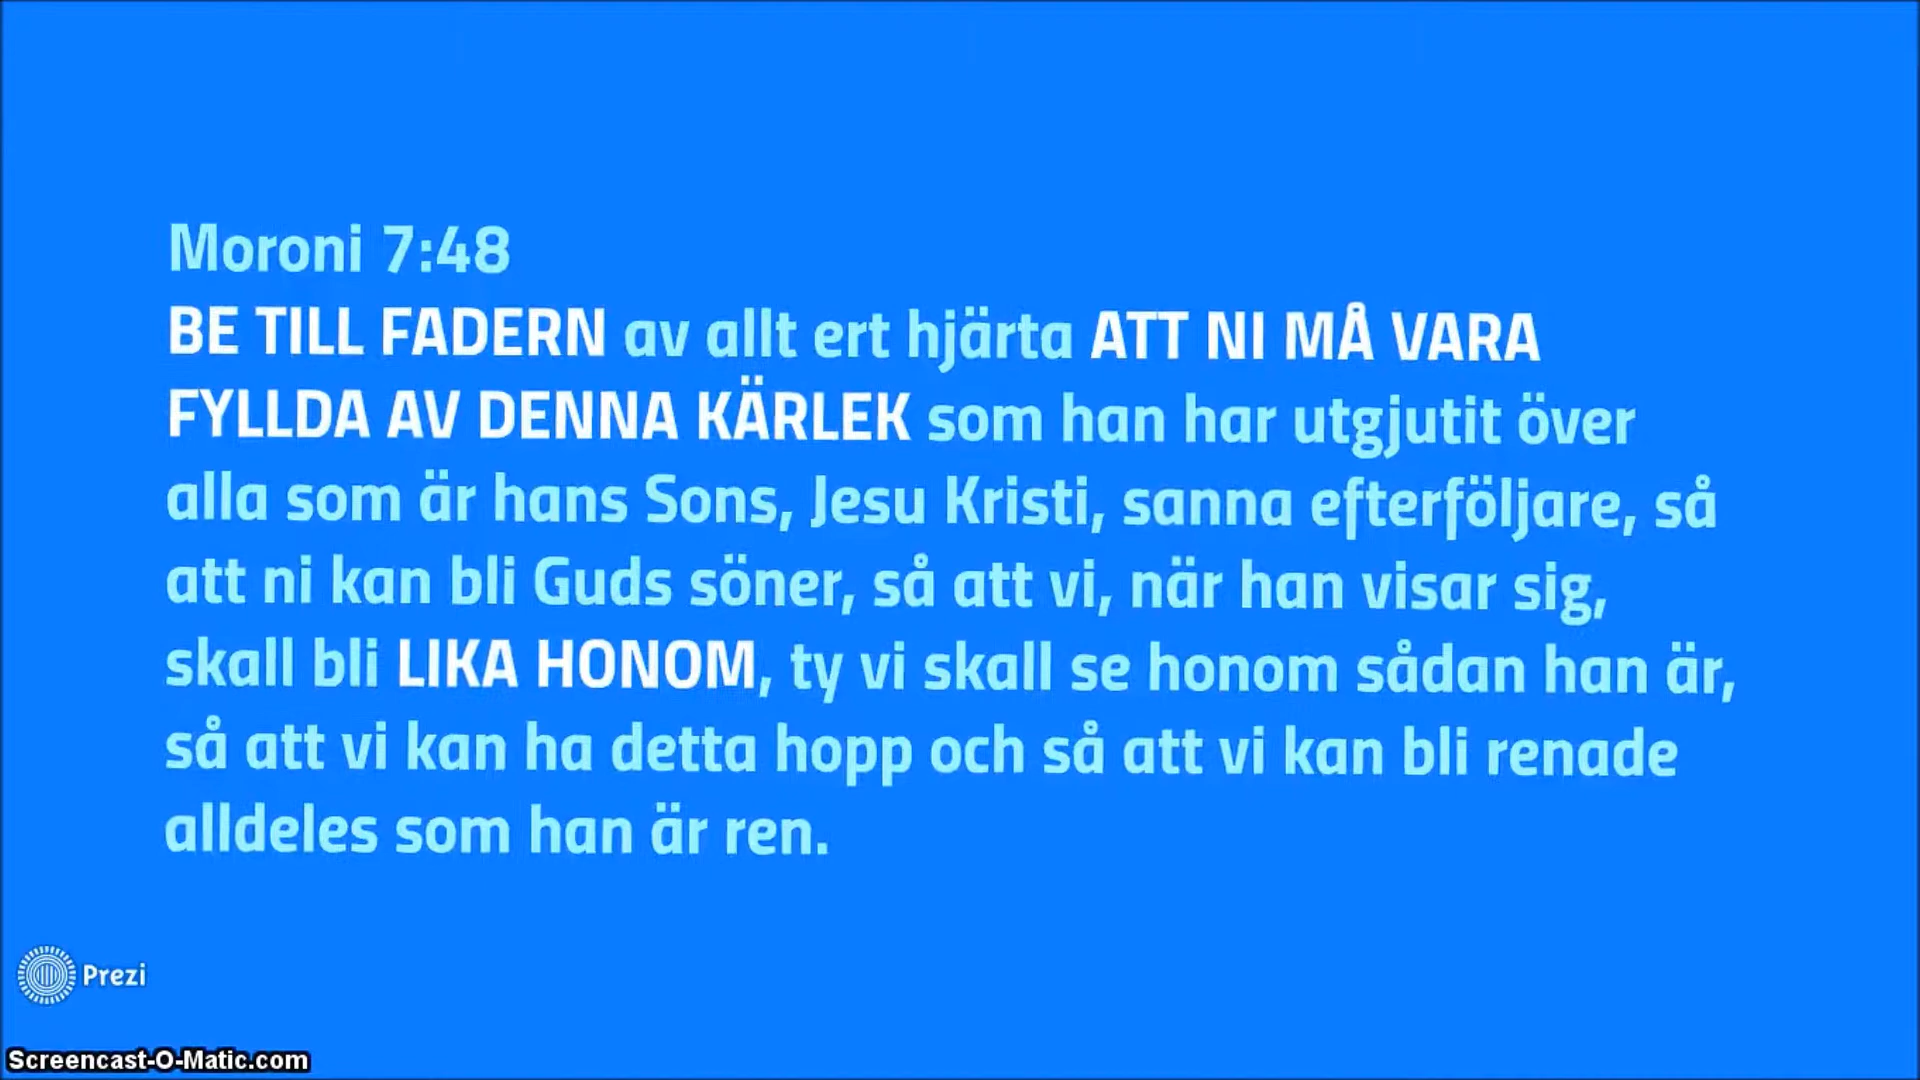 Moroni 7:48
BE TILL FADERN av allt ert hjärta ATT NI MÅ VARA
FYLLDA AV DENNA KÄRLEK som han har utgjutit över
alla som är hans Sons, Jesu Kristi, sanna efterföljare, så
att ni kan bli Guds söner, så att vi, när han visar sig,
skall bli LIKA HONOM, ty vi skall se honom sådan han är,
så att vi kan ha detta hopp och så att vi kan bli renade
alldeles som han är ren.
Prezi
Screencast-O-Matic.com